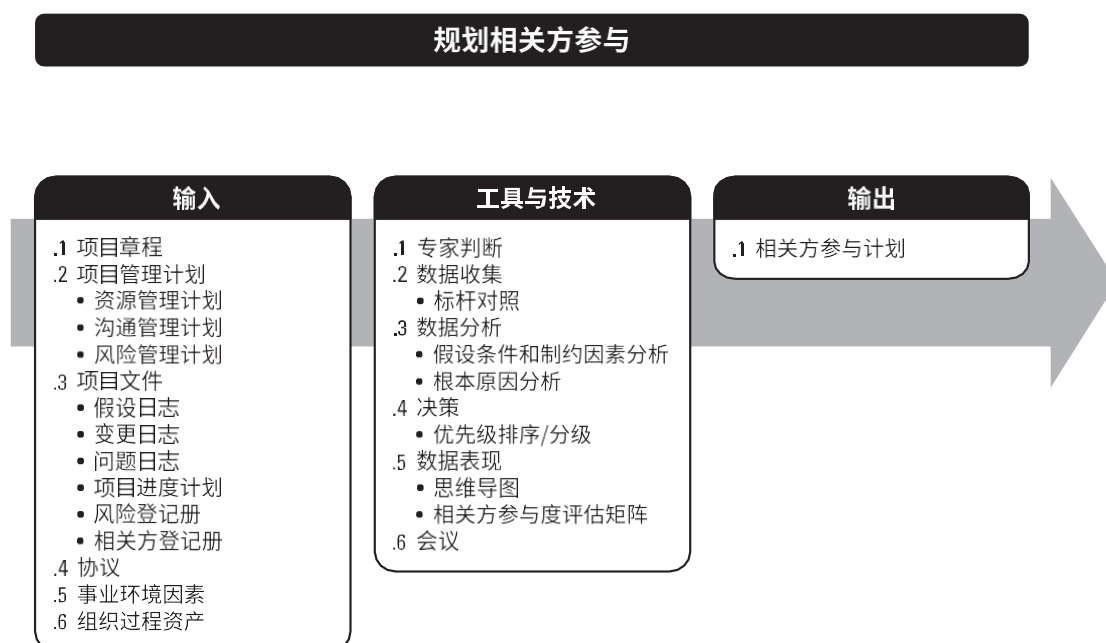 规划相关方参与
输入
.1 项目章程
.2 项目管理计划
• 资源管理计划
• 沟通管理计划
• 风险管理计划
.3 项目文件
• 假设日志
• 变更日志
• 问题日志
• 项目进度计划
• 风险登记册
• 相关方登记册
.4 协议
.5 事业环境因素
.6 组织过程资产
工具与技术
.1 专家判断
.2 数据收集
• 标杆对照
.3 数据分析
• 假设条件和制约因素分析
• 根本原因分析
.4 决策
• 优先级排序/分级
.5 数据表现
• 思维导图
• 相关方参与度评估矩阵
.6 会议
输出
.1 相关方参与计划